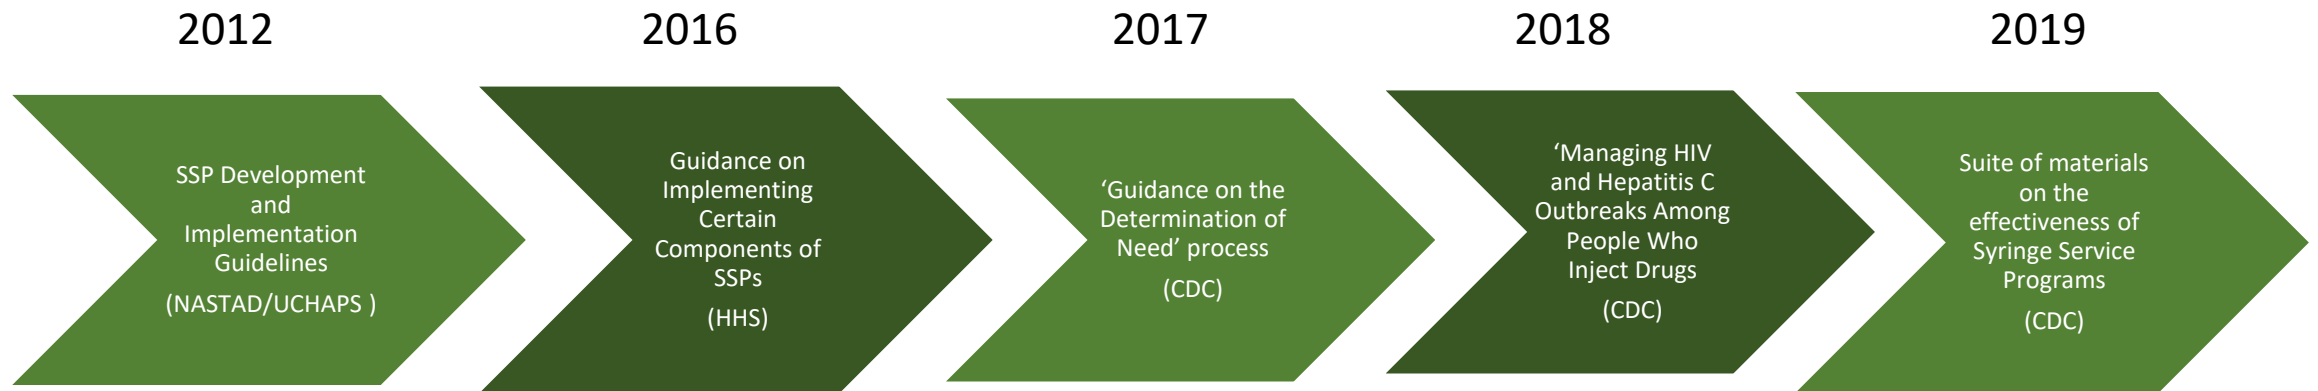 2012
2016
2017
2018
2019
SSP Development
and
Implementation
Guidelines
(NASTAD/UCHAPS )
Guidance on
Implementing
Certain
Components of
SSPs
(HHS)
‘Guidance on the
Determination of
Need’ process
(CDC)
‘Managing HIV
and Hepatitis C
Outbreaks Among
People Who
Inject Drugs
(CDC)
Suite of materials
on the
effectiveness of
Syringe Service
Programs
(CDC)